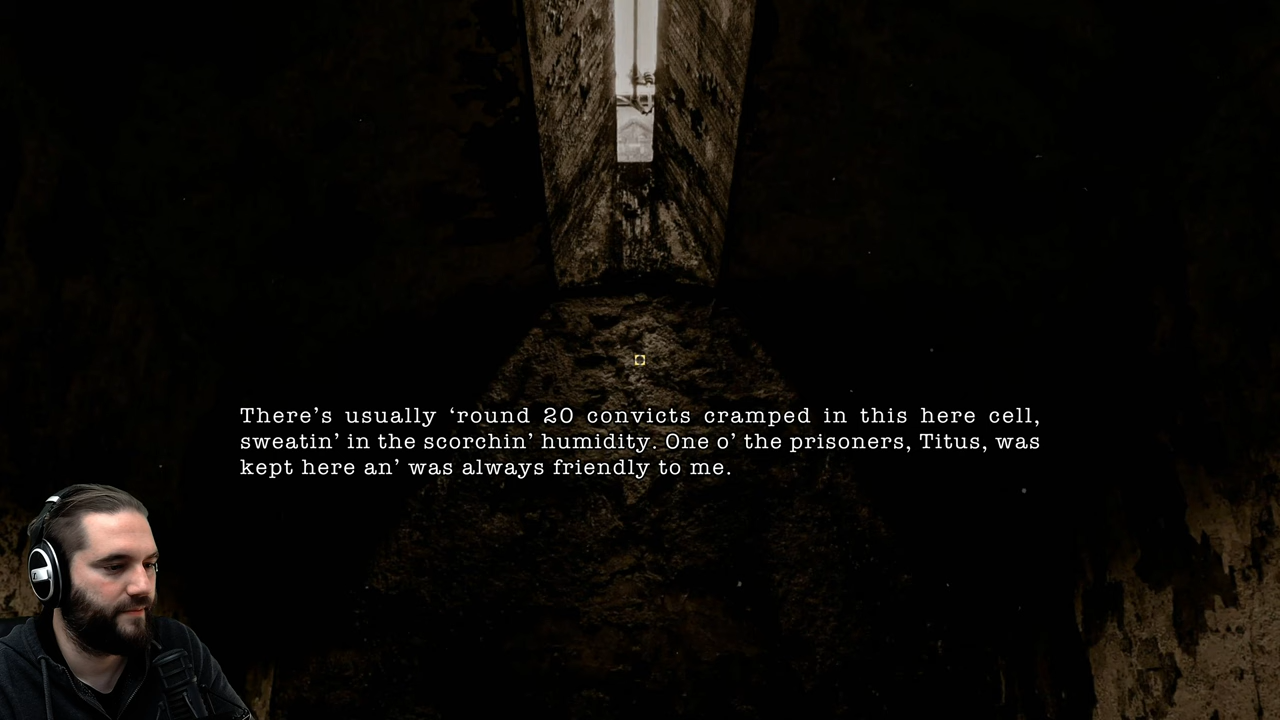 There’s usually ‘round 20 convicts cramped in this here cell,
sweatin’ in the scorchin’ humidity. One o’ the prisoners, Titus, was
kept here an’ was always friendly to me.